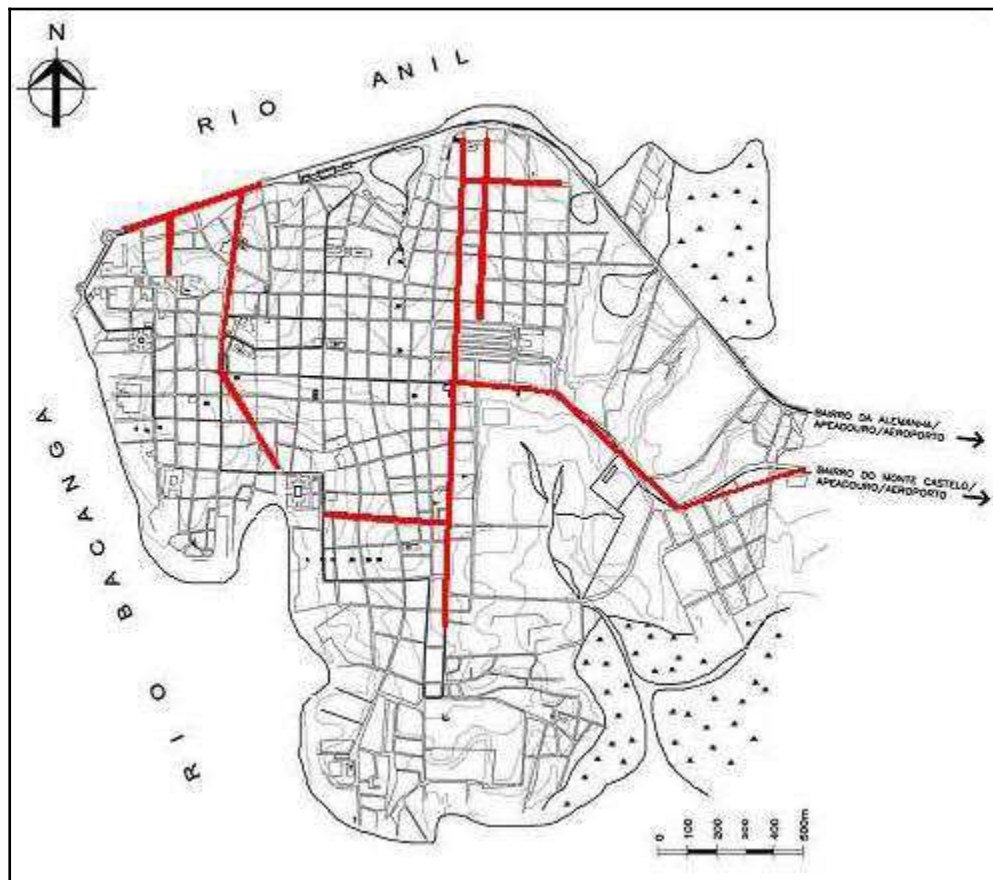 N
RIO ANIL
RIO BACANGA
BAIRRO DA ALEMANHA/
APEADOURO/AEROPORTO
BAIRRO DO MONTE CASTELO/
APEADOURO/AEROPORTO
0 100 200 300 400 500m